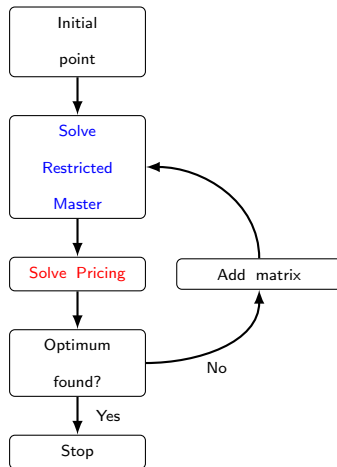 Initial
point
Solve
Restricted
Master
Solve Pricing
Add matrix
Optimum
found?
No
Yes
Stop